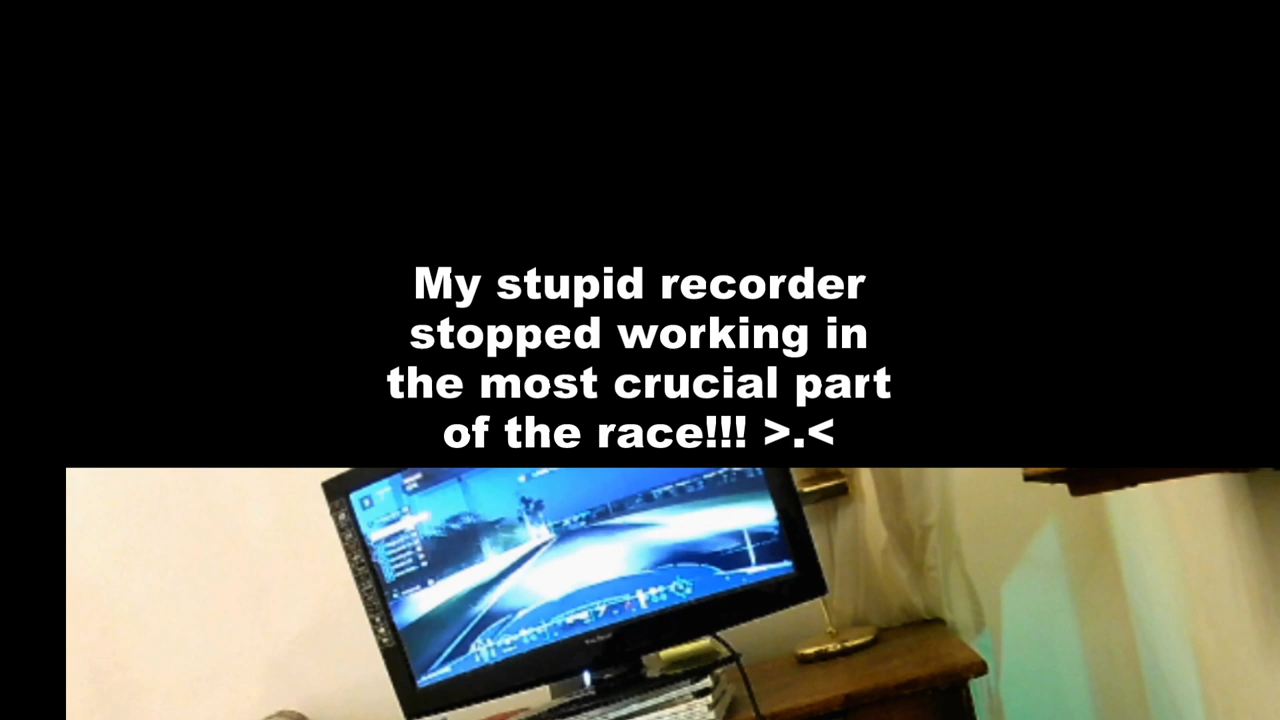 My stupid recorder
stopped working in
the most crucial part
of the race!!! >.<